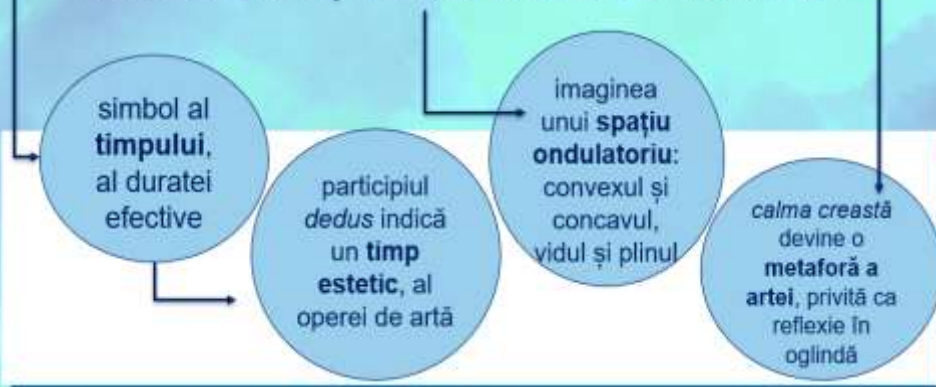 simbol al
timpului,
al duratei
efective
participiul
dedus indică
un timp
estetic, al
operei de artă
imaginea
unui spațiu
ondulatoriu:
convexul și
concavul,
vidul și plinul
calma creastă
devine o
metaforă a
artei, privită ca
reflexie în
oglindă